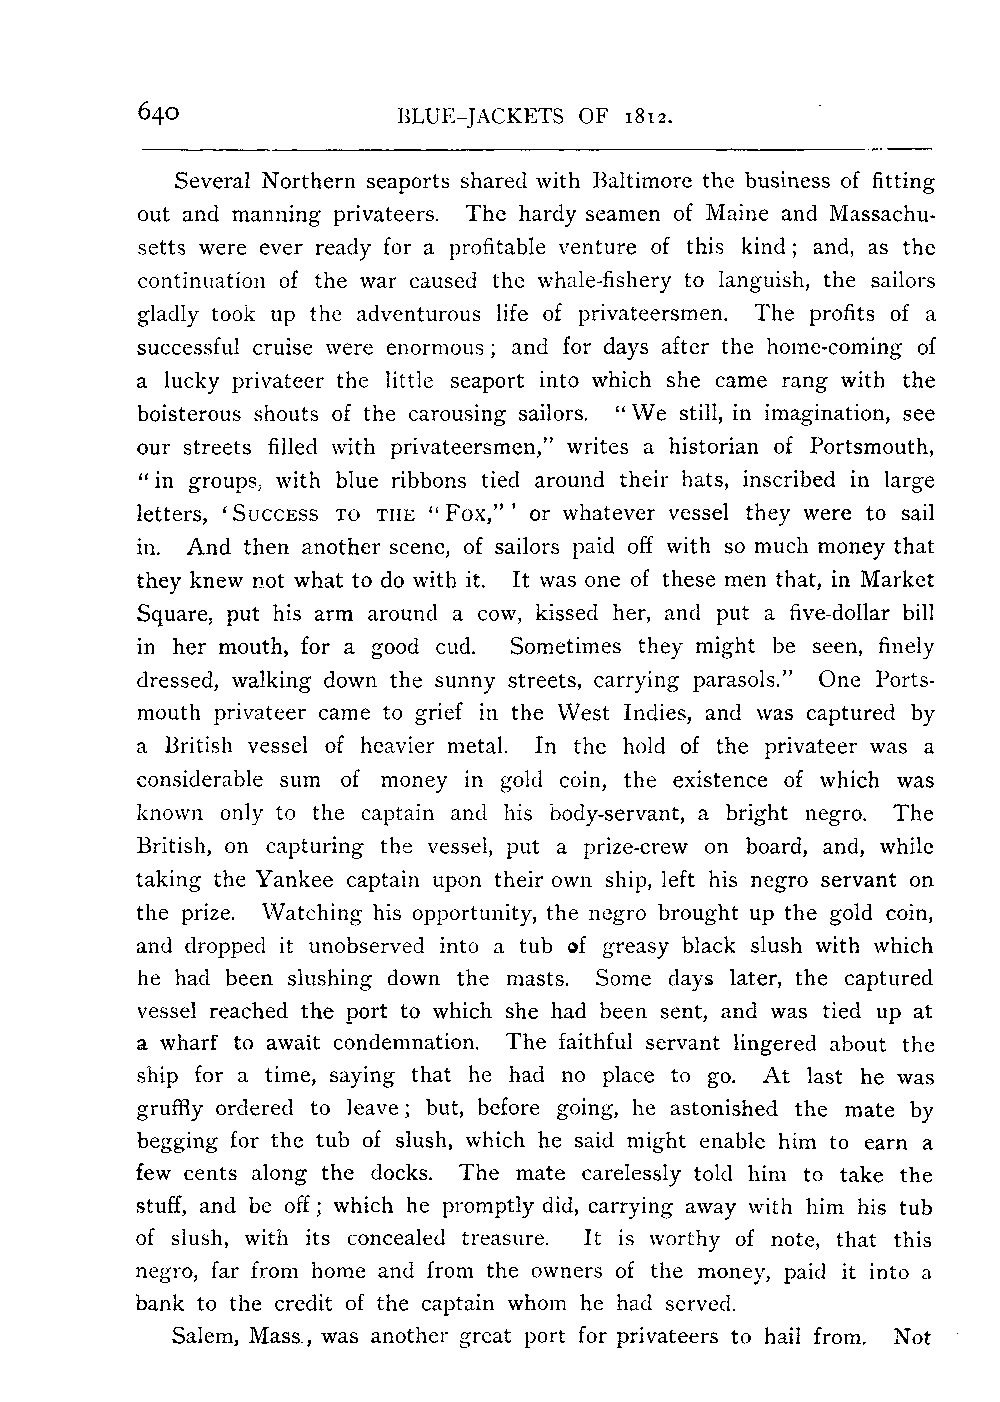 640 BLUE-JACKETS OF 1812.
Several Northern seaports shared with Baltimore the business of fitting
out and manning privateers. The hardy seamen of Maine and Massachu-
setts were ever ready for a profitable venture of this kind; and, as the
continuation of the war caused the whale-fishery to languish, the sailors
gladly took up the adventurous life of privateersmen. The profits of a
successful cruise were enormous; and for days after the home-coming of
a lucky privateer the little seaport into which she came rang with the
boisterous shouts of the carousing sailors. "We still, in imagination, see
our streets filled with privateersmen," writes a historian of Portsmouth,
"in groups, with blue ribbons tied around their hats, inscribed in large
letters, 'SUCCESS TO THE "FOX,"' or whatever vessel they were to sail
in. And then another scene, of sailors paid off with so much money that
they knew not what to do with it. It was one of these men that, in Market
Square, put his arm around a cow, kissed her, and put a five-dollar bill
in her mouth, for a good cud. Sometimes they might be seen, finely
dressed, walking down the sunny streets, carrying parasols." One Ports-
mouth privateer came to grief in the West Indies, and was captured by
a British vessel of heavier metal. In the hold of the privateer was a
considerable sum of money in gold coin, the existence of which was
known only to the captain and his body-servant, a bright negro. The
British, on capturing the vessel, put a prize-crew on board, and, while
taking the Yankee captain upon their own ship, left his negro servant on
the prize. Watching his opportunity, the negro brought up the gold coin,
and dropped it unobserved into a tub of greasy black slush with which
he had been slushing down the masts. Some days later, the captured
vessel reached the port to which she had been sent, and was tied up at
a wharf to await condemnation. The faithful servant lingered about the
ship for a time, saying that he had no place to go. At last he was
gruffly ordered to leave; but, before going, he astonished the mate by
begging for the tub of slush, which he said might enable him to earn a
few cents along the docks. The mate carelessly told him to take the
stuff, and be off; which he promptly did, carrying away with him his tub
of slush, with its concealed treasure. It is worthy of note, that this
negro, far from home and from the owners of the money, paid it into a
bank to the credit of the captain whom he had served.
Salem, Mass., was another great port for privateers to hail from. Not